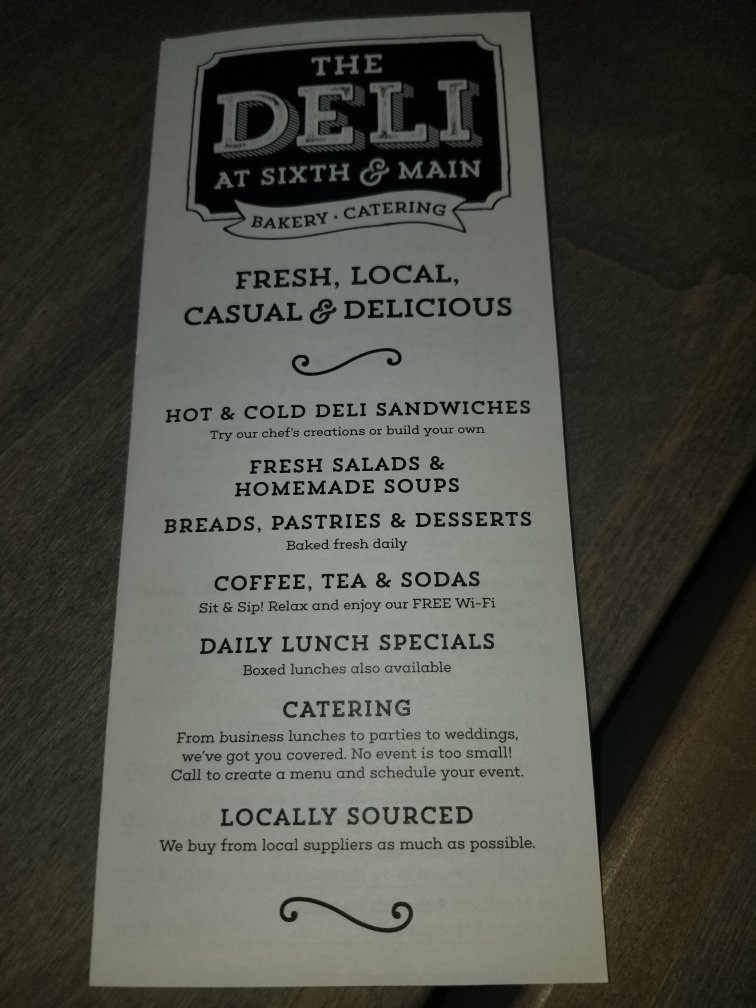 THE
DELI
AT SIXTH & MAIN
BAKERY · CATERING
FRESH, LOCAL,
CASUAL & DELICIOUS
HOT & COLD DELI SANDWICHES
Try our chef's creations or build your own
FRESH SALADS &
HOMEMADE SOUPS
BREADS, PASTRIES & DESSERTS
Baked fresh daily
COFFEE, TEA & SODAS
Sit & Sip! Relax and enjoy our FREE Wi-Fi
DAILY LUNCH SPECIALS
Boxed lunches also available
CATERING
From business lunches to parties to weddings,
we've got you covered. No event is too small!
Call to create a menu and schedule your event.
LOCALLY SOURCED
We buy from local suppliers as much as possible.